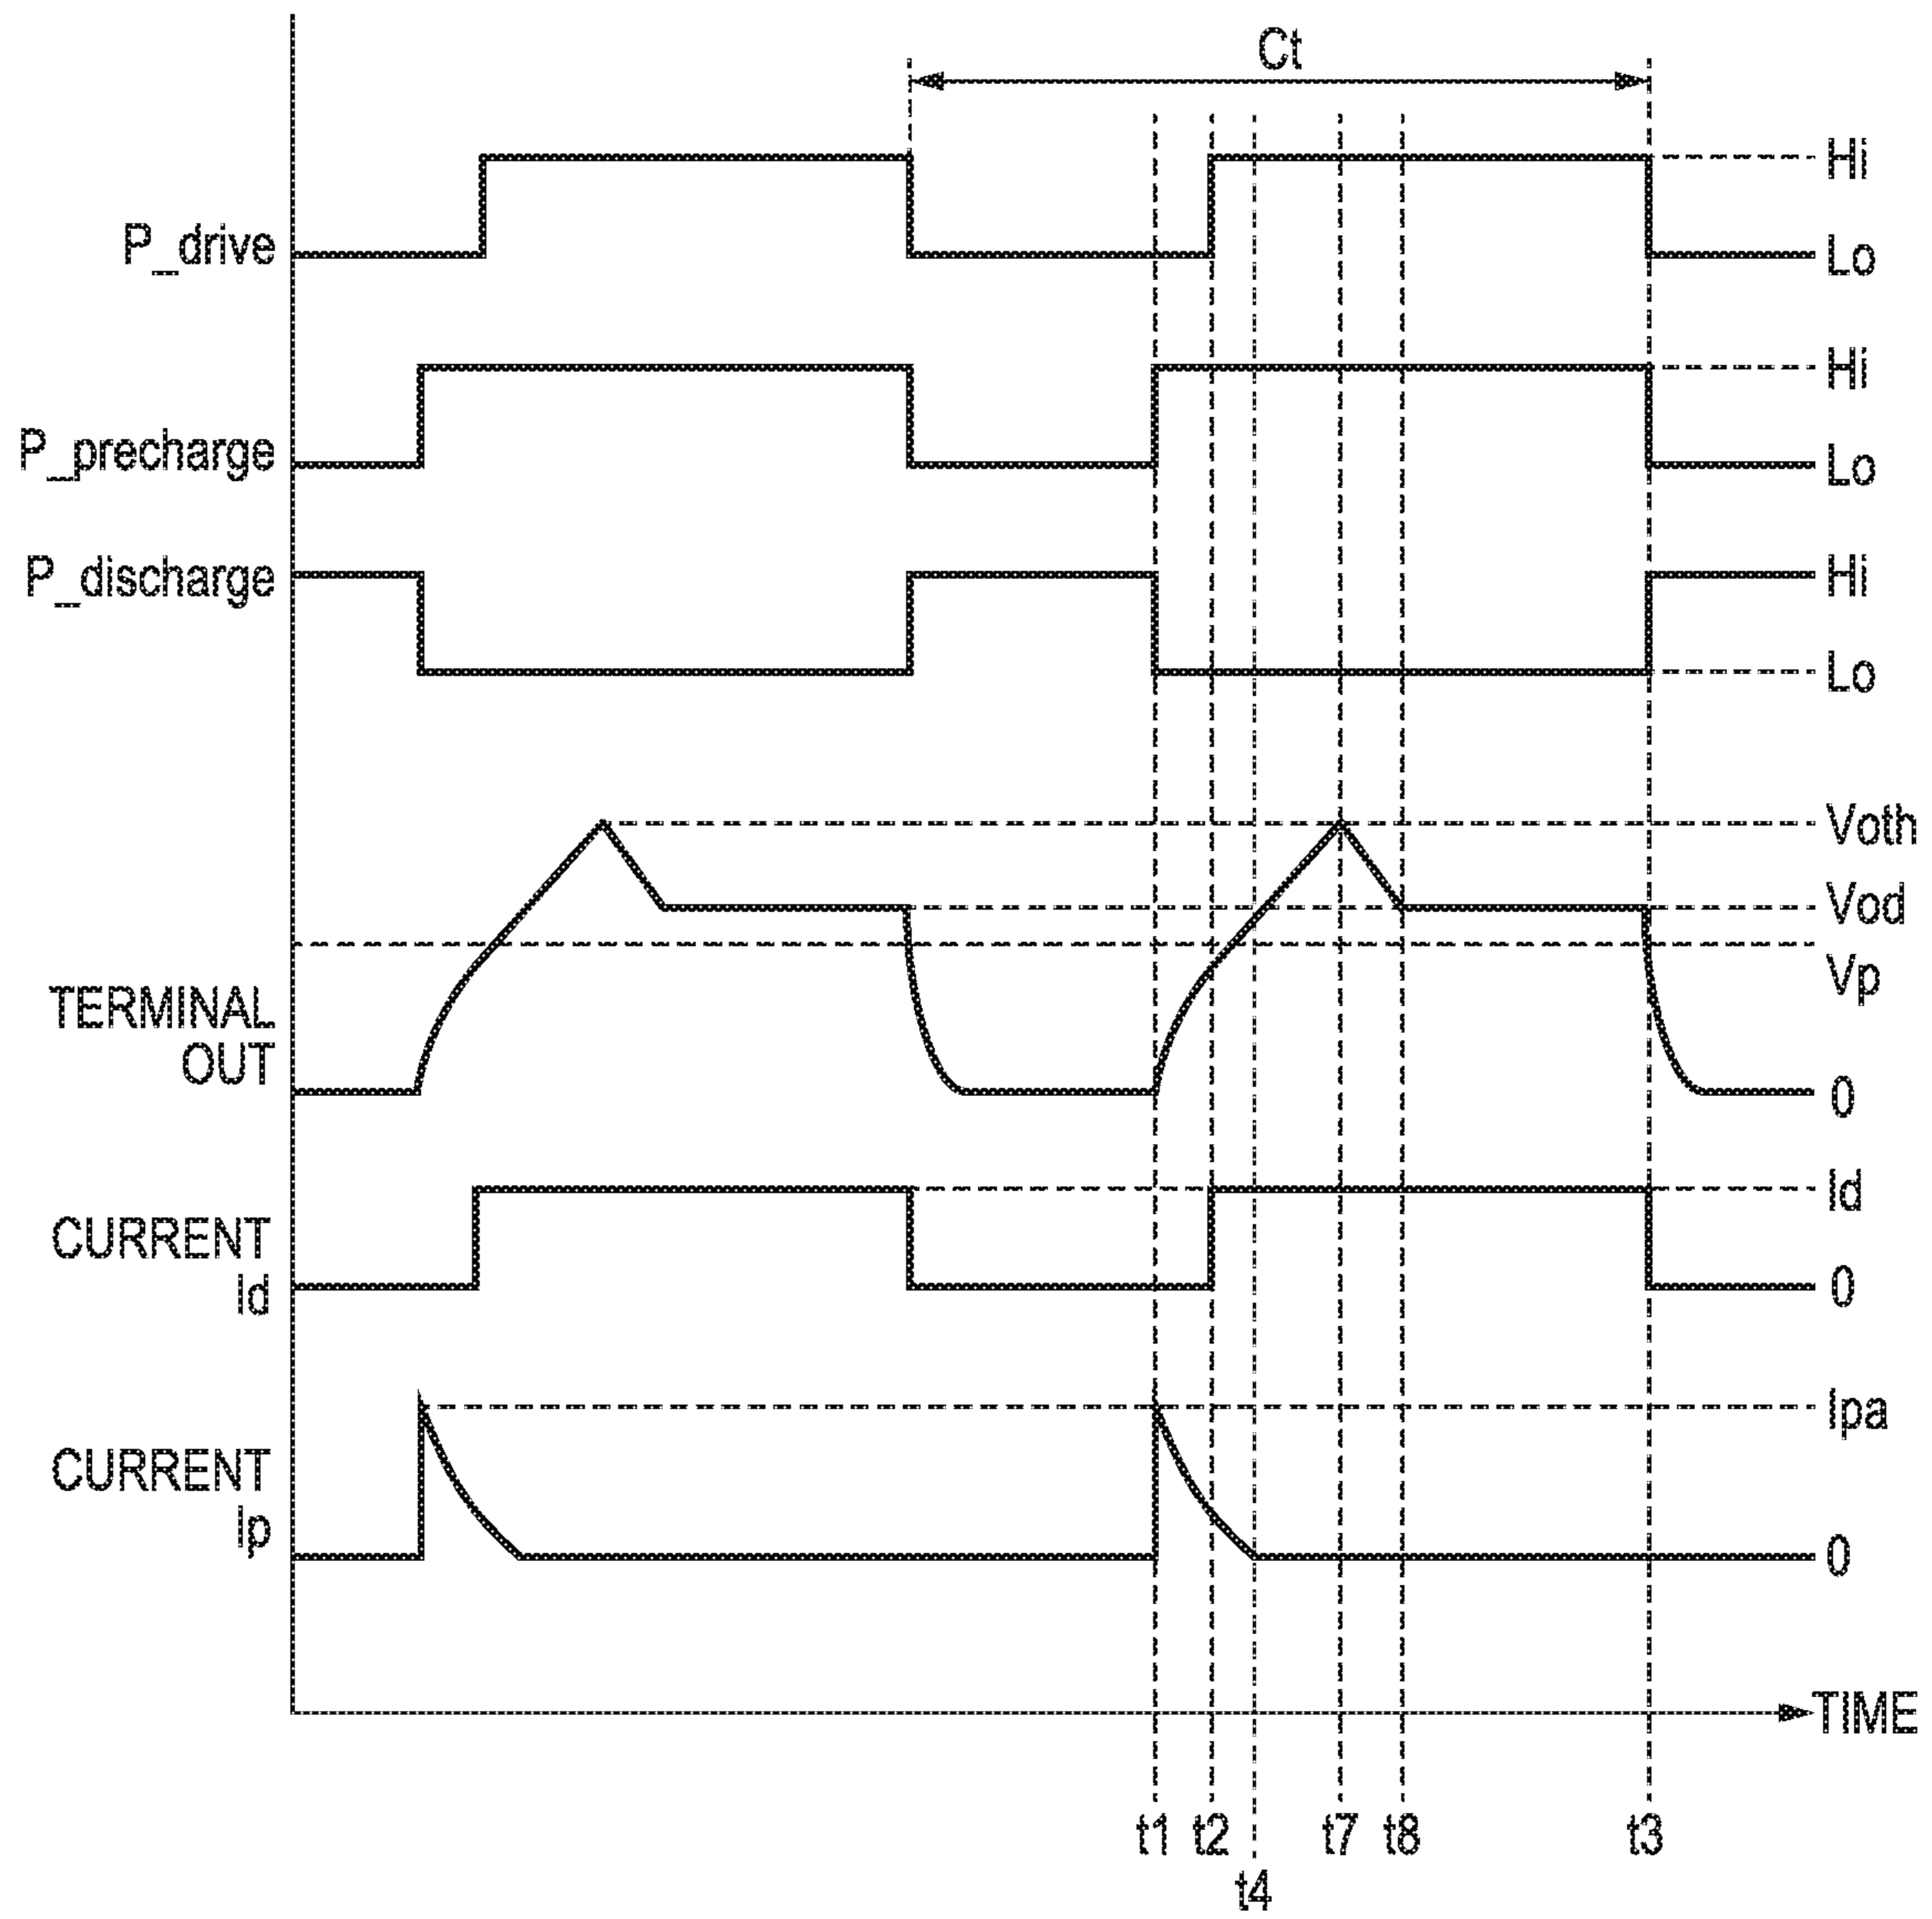 Ct
P_drive
Hi
Lo
P_precharge
Hi
Lo
P_discharge
Hi
Lo
TERMINAL
OUT
Voth
Vod
Vp
0
CURRENT
Id
Id
0
CURRENT
Ip
Ipa
0
TIME
t1 t2 t7 t8 t3
t4